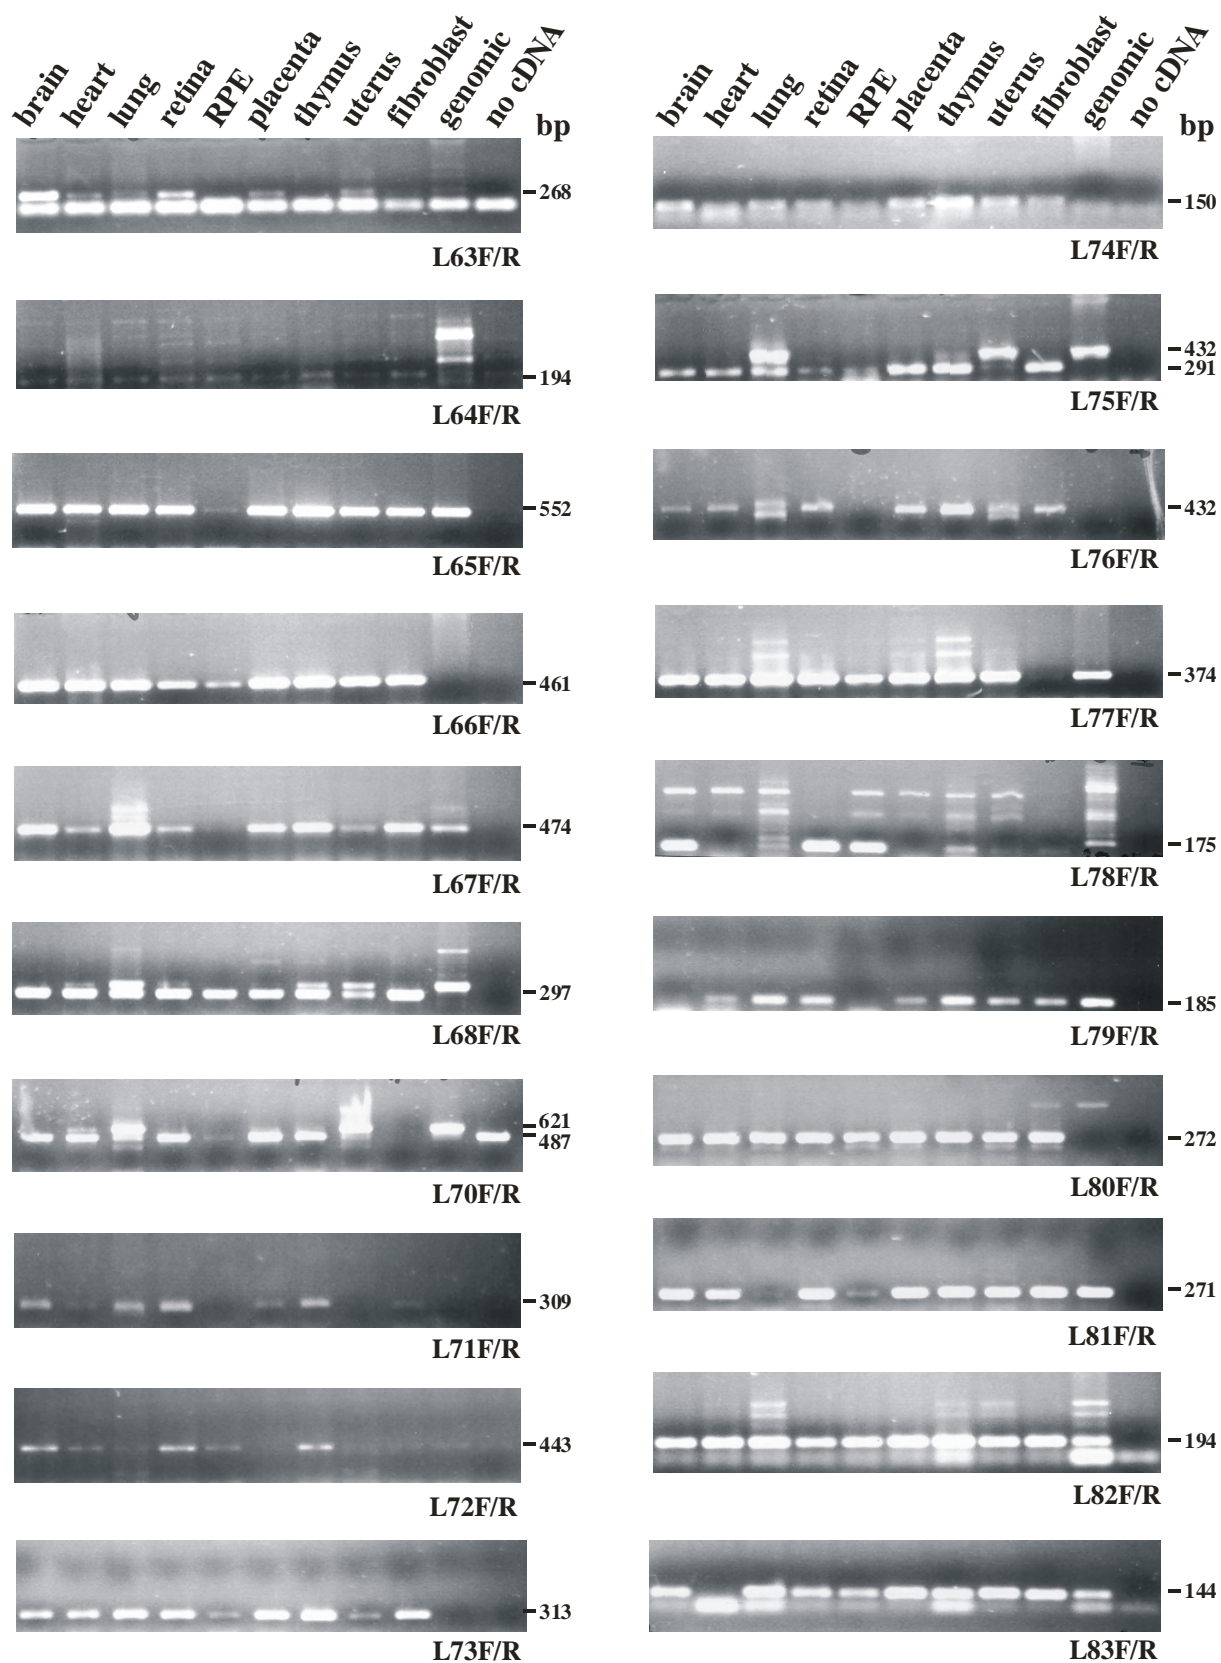 brain heart lung retina RPE placenta thymus uterus fibroblast genomic no cDNA
bp
268
L63F/R
194
L64F/R
552
L65F/R
461
L66F/R
474
L67F/R
297
L68F/R
621
487
L70F/R
309
L71F/R
443
L72F/R
313
L73F/R
brain heart lung retina RPE placenta thymus uterus fibroblast genomic no cDNA
bp
150
L74F/R
432
291
L75F/R
432
L76F/R
374
L77F/R
175
L78F/R
185
L79F/R
272
L80F/R
271
L81F/R
194
L82F/R
144
L83F/R